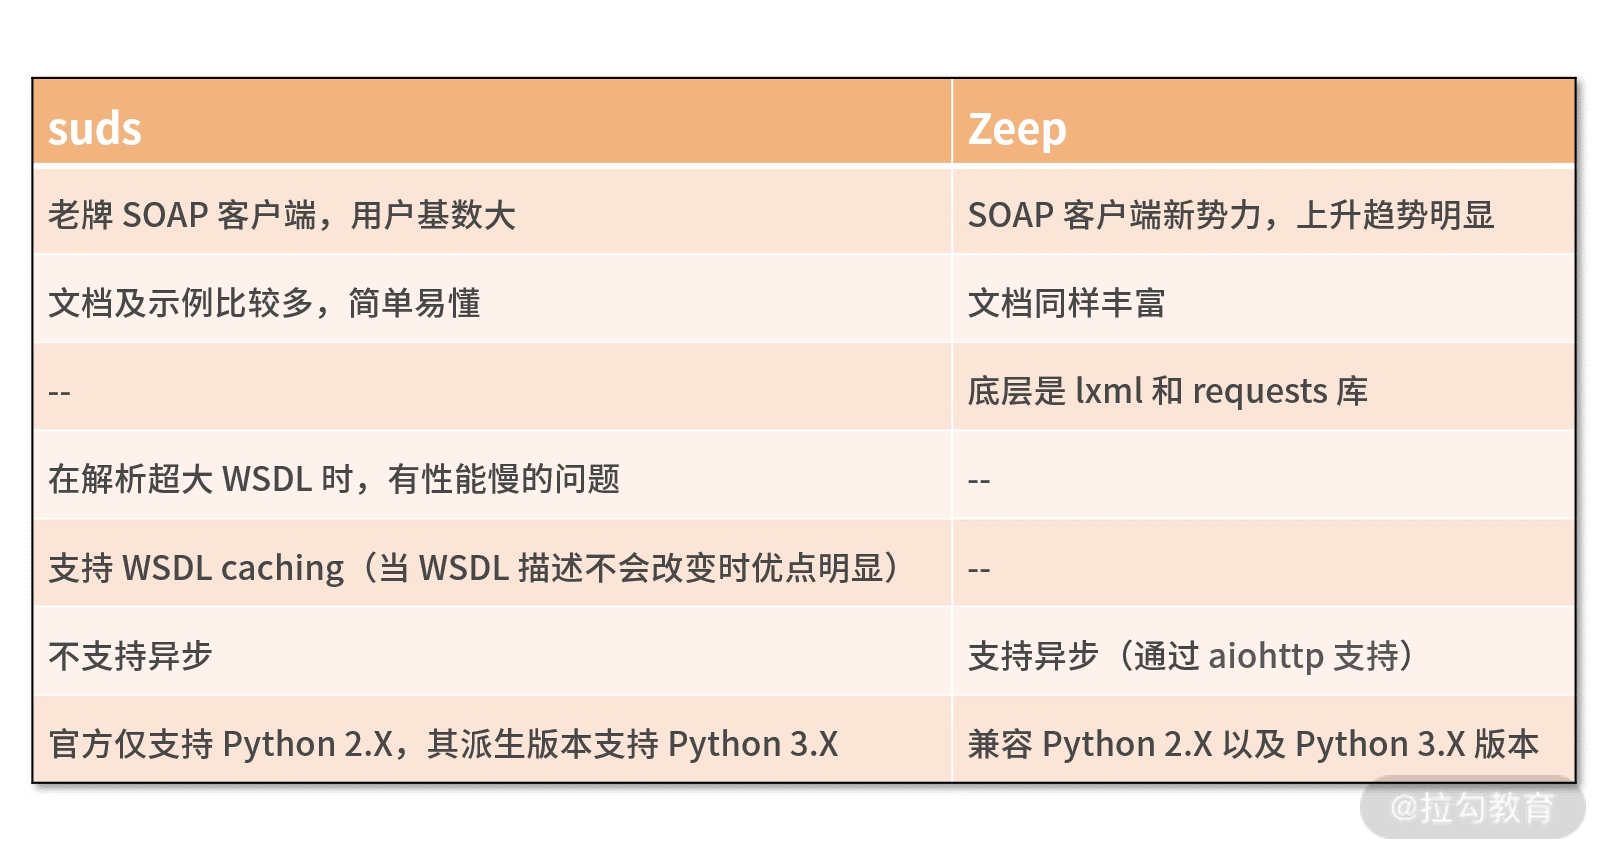 suds
Zeep
老牌 SOAP 客户端，用户基数大
SOAP 客户端新势力，上升趋势明显
文档及示例比较多，简单易懂
文档同样丰富
--
底层是 lxml 和 requests 库
在解析超大 WSDL 时，有性能慢的问题
--
支持 WSDL caching（当 WSDL 描述不会改变时优点明显）
--
不支持异步
支持异步（通过 aiohttp 支持）
官方仅支持 Python 2.X，其派生版本支持 Python 3.X
兼容 Python 2.X 以及 Python 3.X 版本
@拉勾教育